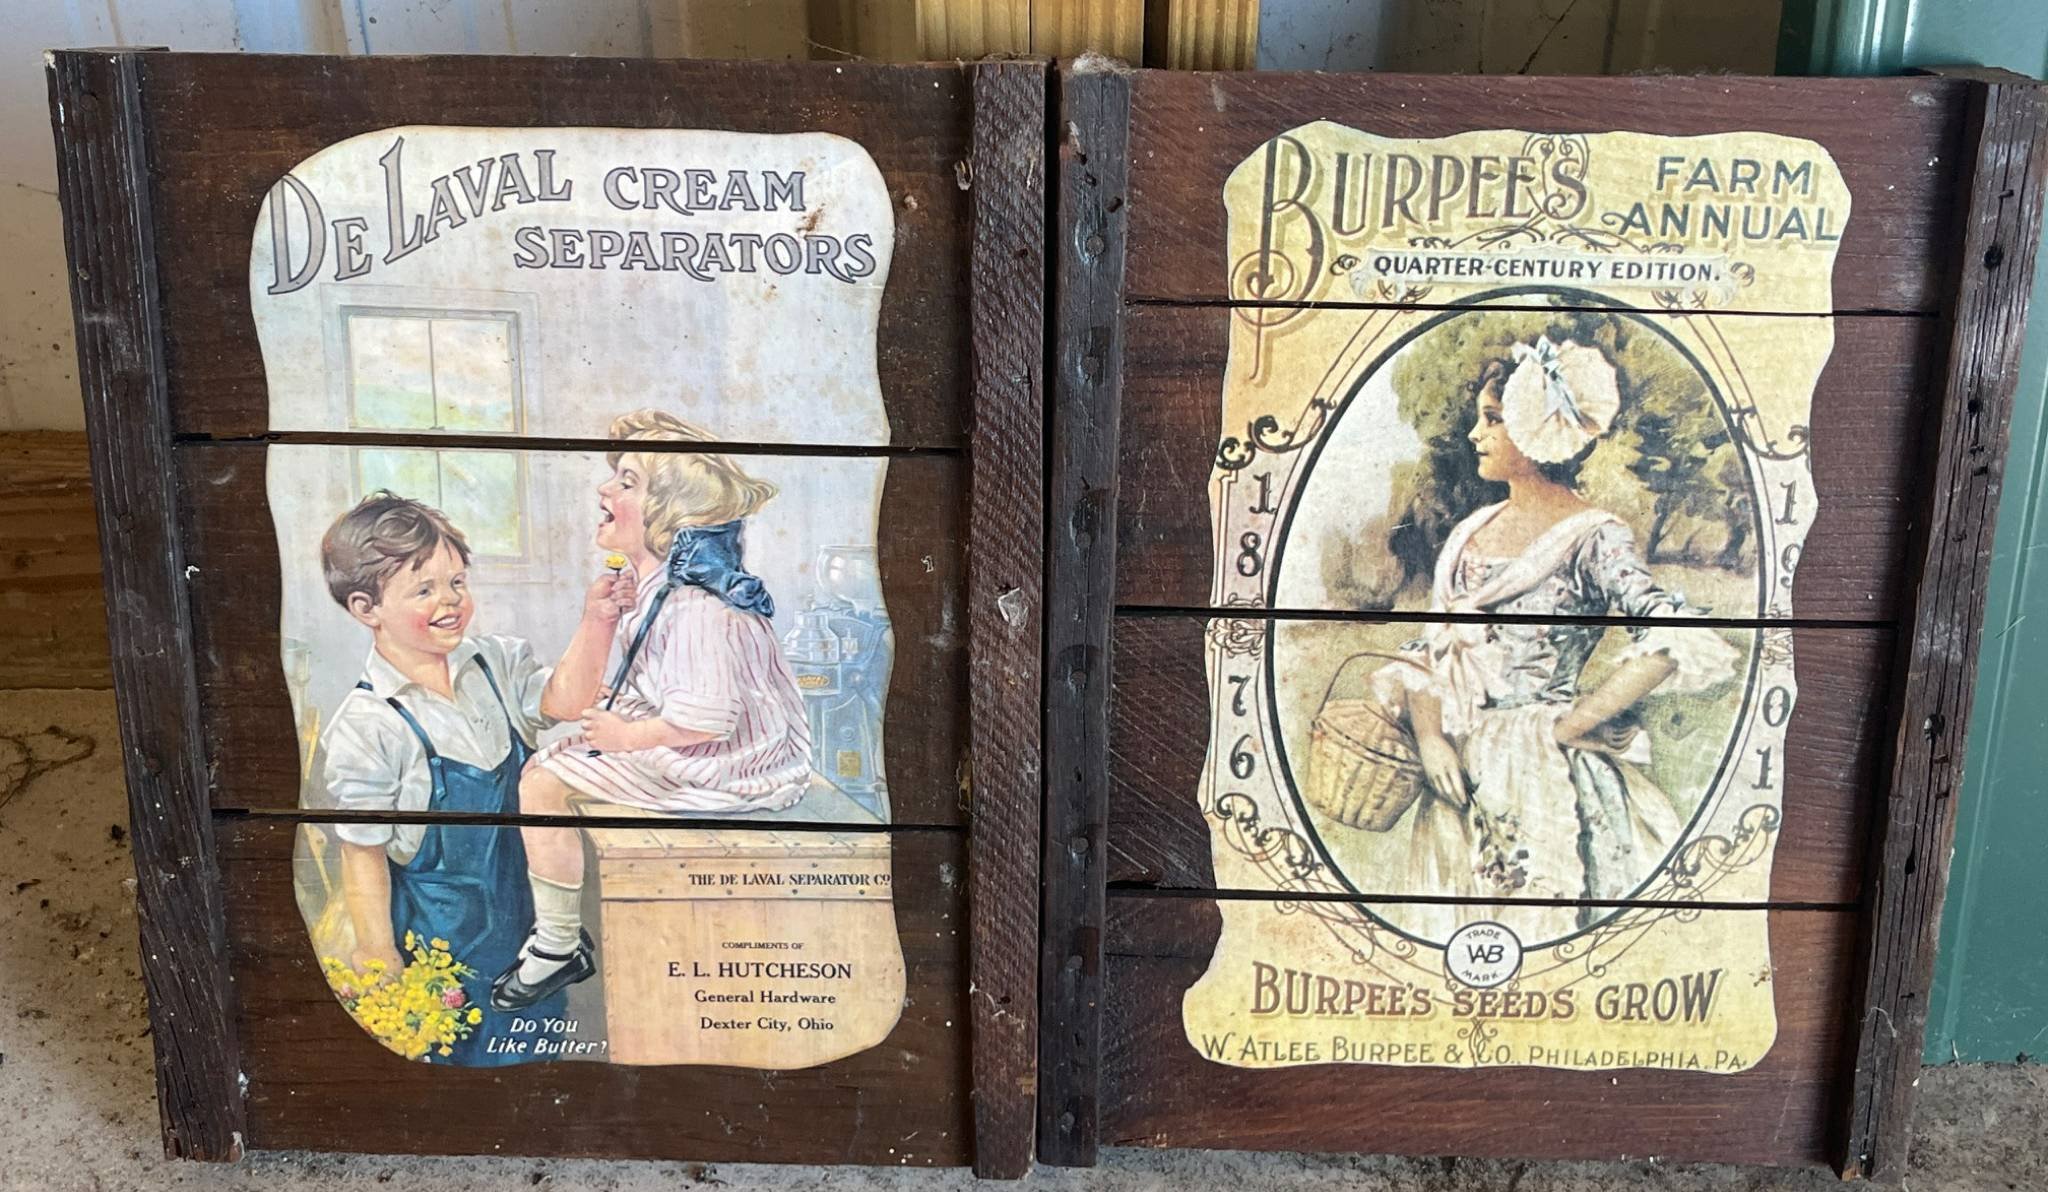 DE LAVAL CREAM
SEPARATORS
THE DE LAVAL SEPARATOR CO
COMPLIMENTS OF
E. L. HUTCHESON
General Hardware
Dexter City, Ohio
Do You
Like Butter?
BURPEE'S FARM
ANNUAL
QUARTER-CENTURY EDITION.
1876
1901
TRADE
WAB
MARK
BURPEE'S SEEDS GROW
W. ATLEE BURPEE & CO., PHILADELPHIA, PA.